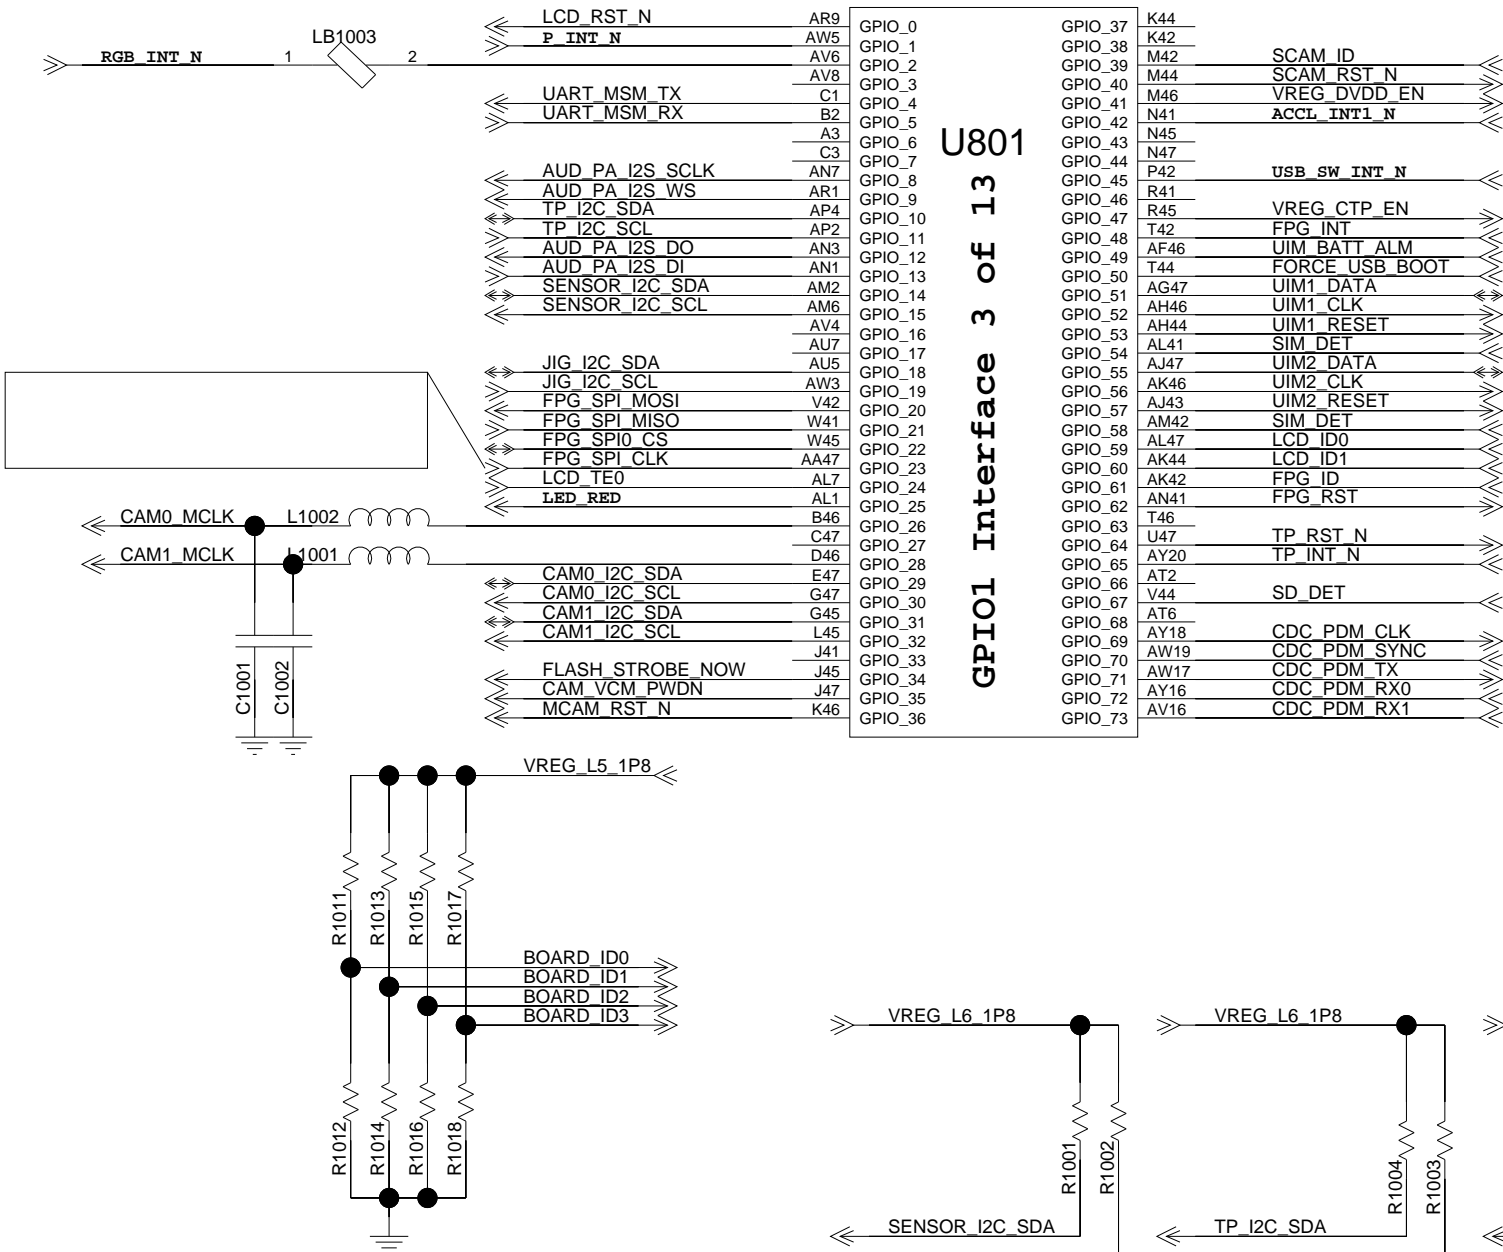 RGB_INT_N 1 LB1003 2
LCD_RST_N AR9 GPIO_0
P_INT_N AW5 GPIO_1
AV6 GPIO_2
AV8 GPIO_3
UART_MSM_TX C1 GPIO_4
UART_MSM_RX B2 GPIO_5
A3 GPIO_6
C3 GPIO_7
AUD_PA_I2S_SCLK AN7 GPIO_8
AUD_PA_I2S_WS AR1 GPIO_9
TP_I2C_SDA AP4 GPIO_10
TP_I2C_SCL AP2 GPIO_11
AUD_PA_I2S_DO AN3 GPIO_12
AUD_PA_I2S_DI AN1 GPIO_13
SENSOR_I2C_SDA AM2 GPIO_14
SENSOR_I2C_SCL AM6 GPIO_15
AV4 GPIO_16
AU7 GPIO_17
JIG_I2C_SDA AU5 GPIO_18
JIG_I2C_SCL AW3 GPIO_19
FPG_SPI_MOSI V42 GPIO_20
FPG_SPI_MISO W41 GPIO_21
FPG_SPI0_CS W45 GPIO_22
FPG_SPI_CLK AA47 GPIO_23
LCD_TE0 AL7 GPIO_24
LED_RED AL1 GPIO_25
CAM0_MCLK L1002 B46 GPIO_26
C47 GPIO_27
CAM1_MCLK L1001 D46 GPIO_28
CAM0_I2C_SDA E47 GPIO_29
CAM0_I2C_SCL G47 GPIO_30
CAM1_I2C_SDA G45 GPIO_31
CAM1_I2C_SCL L45 GPIO_32
J41 GPIO_33
FLASH_STROBE_NOW J45 GPIO_34
CAM_VCM_PWDN J47 GPIO_35
MCAM_RST_N K46 GPIO_36
C1001
C1002
U801
GPIO1 Interface 3 of 13
GPIO_37 K44
GPIO_38 K42
GPIO_39 M42 SCAM_ID
GPIO_40 M44 SCAM_RST_N
GPIO_41 M46 VREG_DVDD_EN
GPIO_42 N41 ACCL_INT1_N
GPIO_43 N45
GPIO_44 N47
GPIO_45 P42 USB_SW_INT_N
GPIO_46 R41
GPIO_47 R45 VREG_CTP_EN
GPIO_48 T42 FPG_INT
GPIO_49 AF46 UIM_BATT_ALM
GPIO_50 T44 FORCE_USB_BOOT
GPIO_51 AG47 UIM1_DATA
GPIO_52 AH46 UIM1_CLK
GPIO_53 AH44 UIM1_RESET
GPIO_54 AL41 SIM_DET
GPIO_55 AJ47 UIM2_DATA
GPIO_56 AK46 UIM2_CLK
GPIO_57 AJ43 UIM2_RESET
GPIO_58 AM42 SIM_DET
GPIO_59 AL47 LCD_ID0
GPIO_60 AK44 LCD_ID1
GPIO_61 AK42 FPG_ID
GPIO_62 AN41 FPG_RST
GPIO_63 T46
GPIO_64 U47 TP_RST_N
GPIO_65 AY20 TP_INT_N
GPIO_66 AT2
GPIO_67 V44 SD_DET
GPIO_68 AT6
GPIO_69 AY18 CDC_PDM_CLK
GPIO_70 AW19 CDC_PDM_SYNC
GPIO_71 AW17 CDC_PDM_TX
GPIO_72 AY16 CDC_PDM_RX0
GPIO_73 AV16 CDC_PDM_RX1
VREG_L5_1P8
R1011 R1013 R1015 R1017
BOARD_ID0
BOARD_ID1
BOARD_ID2
BOARD_ID3
R1012 R1014 R1016 R1018
VREG_L6_1P8
R1001 R1002
SENSOR_I2C_SDA
VREG_L6_1P8
R1004 R1003
TP_I2C_SDA